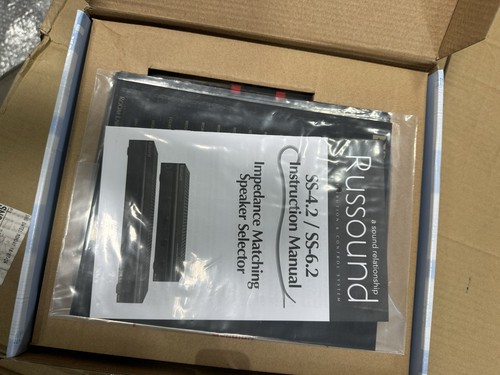 Russound
a sound relationship
SS-4.2 / SS-6.2
Instruction Manual
Impedance Matching
Speaker Selector